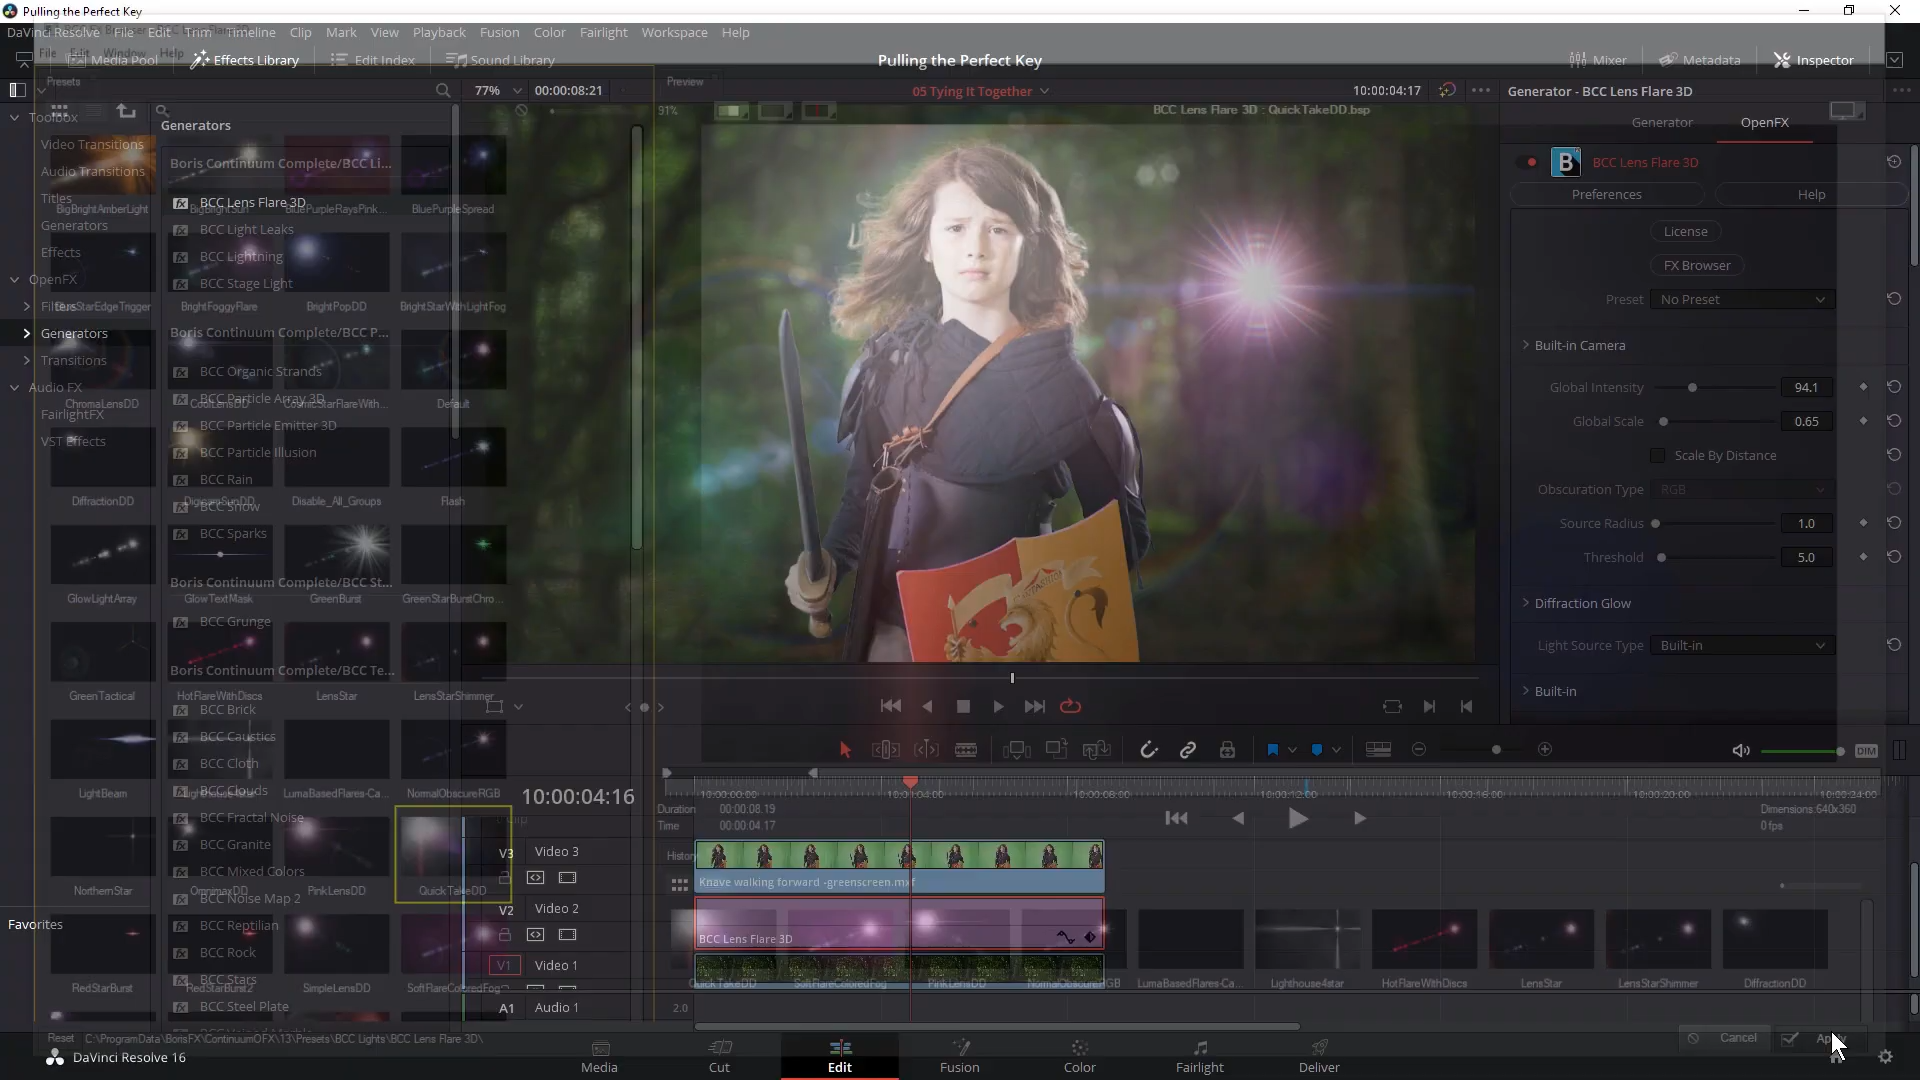 Pulling the Perfect Key
DaVinci Resolve File Edit Trim Timeline Clip Mark View Playback Fusion Color Fairlight Workspace Help
File Edit Window Help
Media Pool Effects Library Edit Index Sound Library Pulling the Perfect Key Mixer Metadata Inspector
Presets Preview
77% 00:00:08:21 05 Tying It Together 10:00:04:17 Generator - BCC Lens Flare 3D
91% BCC Lens Flare 3D : QuickTakeDD.bsp
Toolbox
Video Transitions
Audio Transitions
Titles
Generators
Effects
OpenFX
Filters
Generators
Transitions
Audio FX
FairlightFX
VST Effects
Favorites
Generators
Boris Continuum Complete/BCC Li...
BCC Lens Flare 3D
BCC Light Leaks
BCC Lightning
BCC Stage Light
Boris Continuum Complete/BCC P...
BCC Organic Strands
BCC Particle Array 3D
BCC Particle Emitter 3D
BCC Particle Illusion
BCC Rain
BCC Snow
BCC Sparks
Boris Continuum Complete/BCC St...
BCC Grunge
Boris Continuum Complete/BCC Te...
BCC Brick
BCC Caustics
BCC Cloth
BCC Clouds
BCC Fractal Noise
BCC Granite
BCC Mixed Colors
BCC Noise Map 2
BCC Reptilian
BCC Rock
BCC Stars
BCC Steel Plate
BigBrightAmberLight BigBrightSun BluePurpleRaysPink... BluePurpleSpread
BlueStarEdgeTrigger BrightFoggyFlare BrightPopDD BrightStarWithLightFog
ChromaLensDD CoolLensDD CosmicStarFlareWith... Default
DiffractionDD Disable_All_Groups Flash
GlowLightArray GlowTextMask GreenBurst GreenStarBurstChro...
GreenTactical HotFlareWithDiscs LensStar LensStarShimmer
LightBeam Lighthouse4star LumaBasedFlares-Ca... NormalObscureRGB
NorthernStar OmnimaxDD PinkLensDD QuickTakeDD
RedStarBurst RedStarBurst2 SimpleLensDD SoftFlareColoredFog
Generator OpenFX
BCC Lens Flare 3D
Preferences Help
License
FX Browser
Preset No Preset
Built-in Camera
Global Intensity 94.1
Global Scale 0.65
Scale By Distance
Obscuration Type RGB
Source Radius 1.0
Threshold 5.0
Diffraction Glow
Light Source Type Built-in
Built-in
DIM
10:00:04:16
10:00:00:00 10:00:04:00 10:00:08:00 10:00:12:00 10:00:16:00 10:00:20:00 10:00:24:00
Duration 00:00:08.19
Time 00:00:04.17
Dimensions:640x360
0 fps
History
V3 Video 3
Knave walking forward -greenscreen.mxf
V2 Video 2
BCC Lens Flare 3D
V1 Video 1
A1 Audio 1 2.0
QuickTakeDD SoftFlareColoredFog PinkLensDD NormalObscureRGB LumaBasedFlares-Ca... Lighthouse4star HotFlareWithDiscs LensStar LensStarShimmer DiffractionDD
Reset C:\ProgramData\BorisFX\ContinuumOFX\13\Presets\BCC Lights\BCC Lens Flare 3D\
Cancel
DaVinci Resolve 16
Media Cut Edit Fusion Color Fairlight Deliver